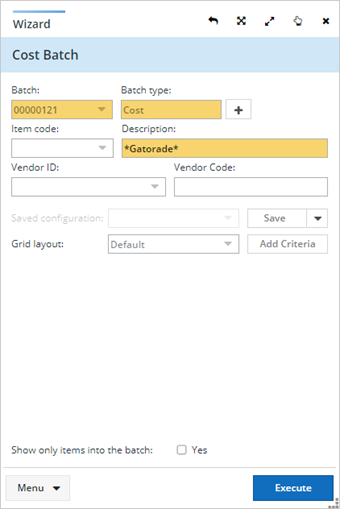 Wizard
Cost Batch
Batch: Batch type:
00000121 Cost
Item code: Description:
*Gatorade*
Vendor ID: Vendor Code:
Saved configuration: Save
Grid layout: Default Add Criteria
Show only items into the batch: Yes
Menu Execute